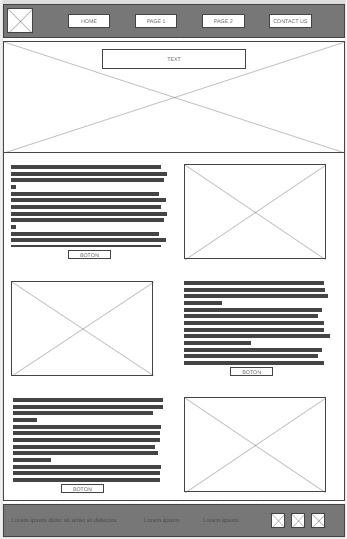 HOME
PAGE 1
PAGE 2
CONTACT US
TEXT
BOTON
BOTON
BOTON
Lorem ipsum dolor sit amet et delectus
Lorem ipsum
Lorem ipsum